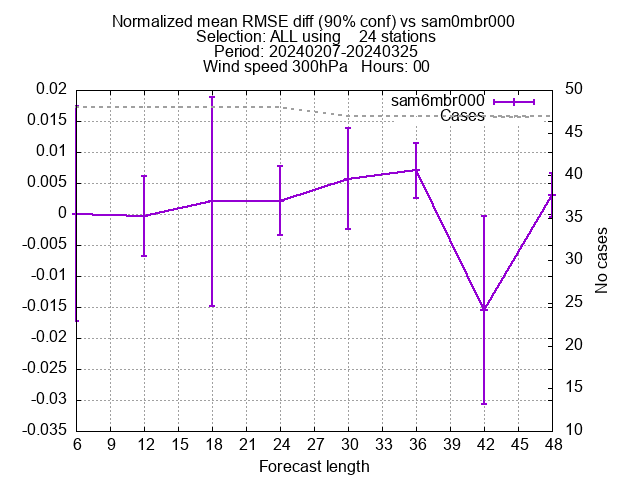 Normalized mean RMSE diff (90% conf) vs sam0mbr000
Selection: ALL using    24 stations
Period: 20240207-20240325
Wind speed 300hPa   Hours: 00
sam6mbr000
Cases
0.02
0.015
0.01
0.005
0
-0.005
-0.01
-0.015
-0.02
-0.025
-0.03
-0.035
50
45
40
35
30
25
20
15
10
No cases
6 9 12 15 18 21 24 27 30 33 36 39 42 45 48
Forecast length